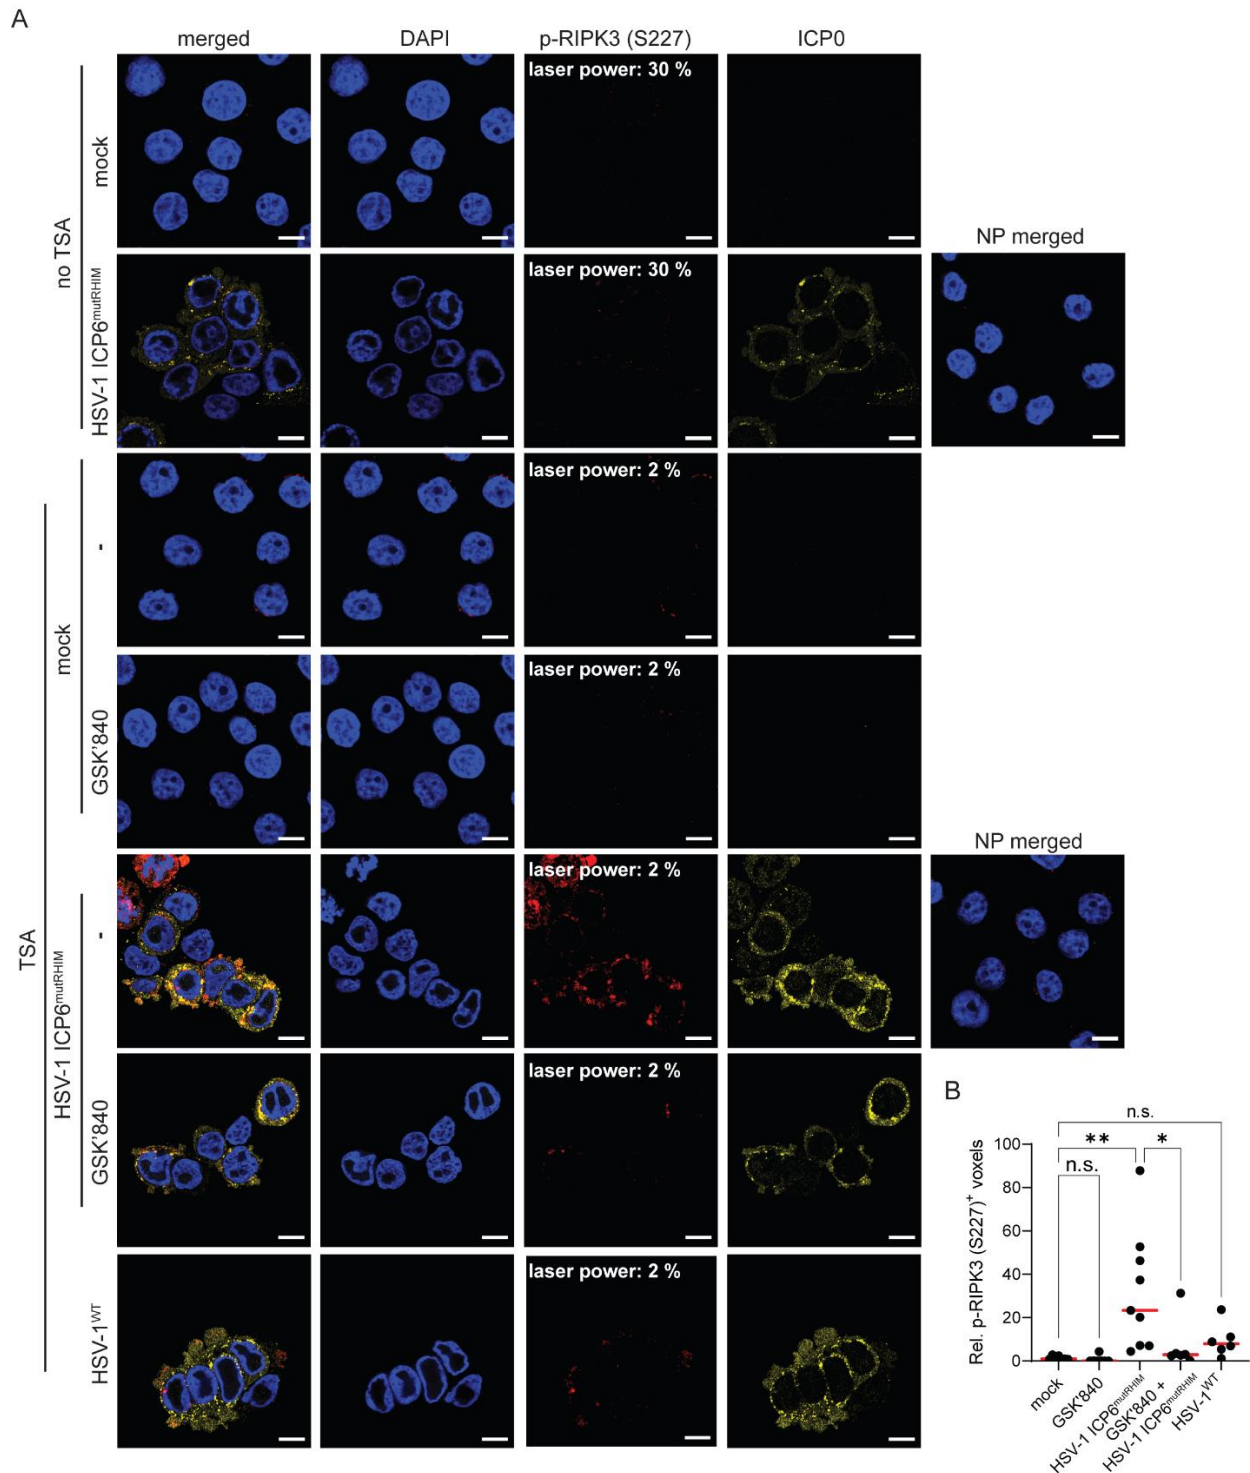 A
merged DAPI p-RIPK3 (S227) ICP0
no TSA
mock
laser power: 30 %
HSV-1 ICP6mutRHIM
laser power: 30 %
NP merged
TSA
mock
-
laser power: 2 %
GSK'840
laser power: 2 %
HSV-1 ICP6mutRHIM
-
laser power: 2 %
NP merged
GSK'840
laser power: 2 %
HSV-1WT
laser power: 2 %
B
n.s.
** *
n.s.
Rel. p-RIPK3 (S227)+ voxels
100
80
60
40
20
0
mock
GSK'840
HSV-1 ICP6mutRHIM
GSK'840 +
HSV-1 ICP6mutRHIM
HSV-1WT